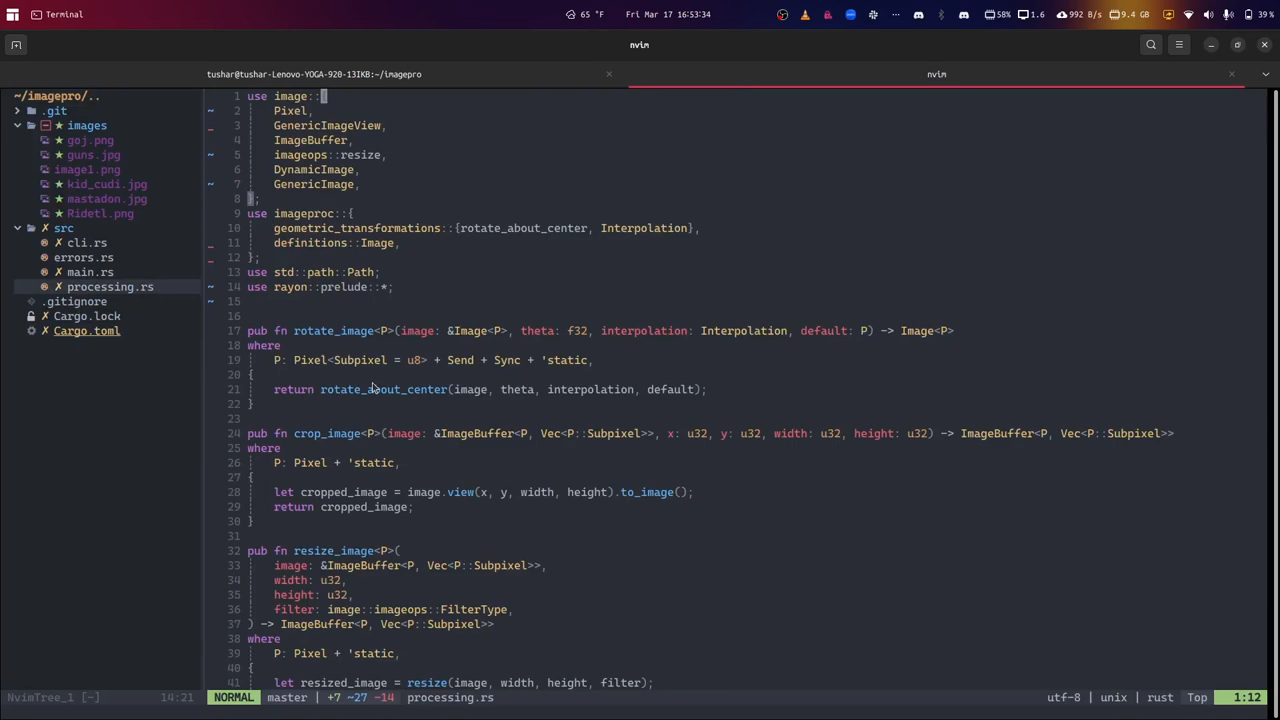 Terminal
65 °F
Fri Mar 17 16:53:34
58%
1.6
992 B/s
9.4 GB
39 %
nvim
tushar@tushar-Lenovo-YOGA-920-13IKB:~/imagepro
nvim
~/imagepro/..
.git
images
goj.png
guns.jpg
image1.png
kid_cudi.jpg
mastadon.jpg
Ridetl.png
src
cli.rs
errors.rs
main.rs
processing.rs
.gitignore
Cargo.lock
Cargo.toml
1 use image::{
2 Pixel,
3 GenericImageView,
4 ImageBuffer,
5 imageops::resize,
6 DynamicImage,
7 GenericImage,
8 };
9 use imageproc::{
10 geometric_transformations::{rotate_about_center, Interpolation},
11 definitions::Image,
12 };
13 use std::path::Path;
14 use rayon::prelude::*;
15
16
17 pub fn rotate_image<P>(image: &Image<P>, theta: f32, interpolation: Interpolation, default: P) -> Image<P>
18 where
19 P: Pixel<Subpixel = u8> + Send + Sync + 'static,
20 {
21 return rotate_about_center(image, theta, interpolation, default);
22 }
23
24 pub fn crop_image<P>(image: &ImageBuffer<P, Vec<P::Subpixel>>, x: u32, y: u32, width: u32, height: u32) -> ImageBuffer<P, Vec<P::Subpixel>>
25 where
26 P: Pixel + 'static,
27 {
28 let cropped_image = image.view(x, y, width, height).to_image();
29 return cropped_image;
30 }
31
32 pub fn resize_image<P>(
33 image: &ImageBuffer<P, Vec<P::Subpixel>>,
34 width: u32,
35 height: u32,
36 filter: image::imageops::FilterType,
37 ) -> ImageBuffer<P, Vec<P::Subpixel>>
38 where
39 P: Pixel + 'static,
40 {
41 let resized_image = resize(image, width, height, filter);
NvimTree_1 [-] 14:21 NORMAL master | +7 ~27 -14 processing.rs utf-8 | unix | rust Top 1:12